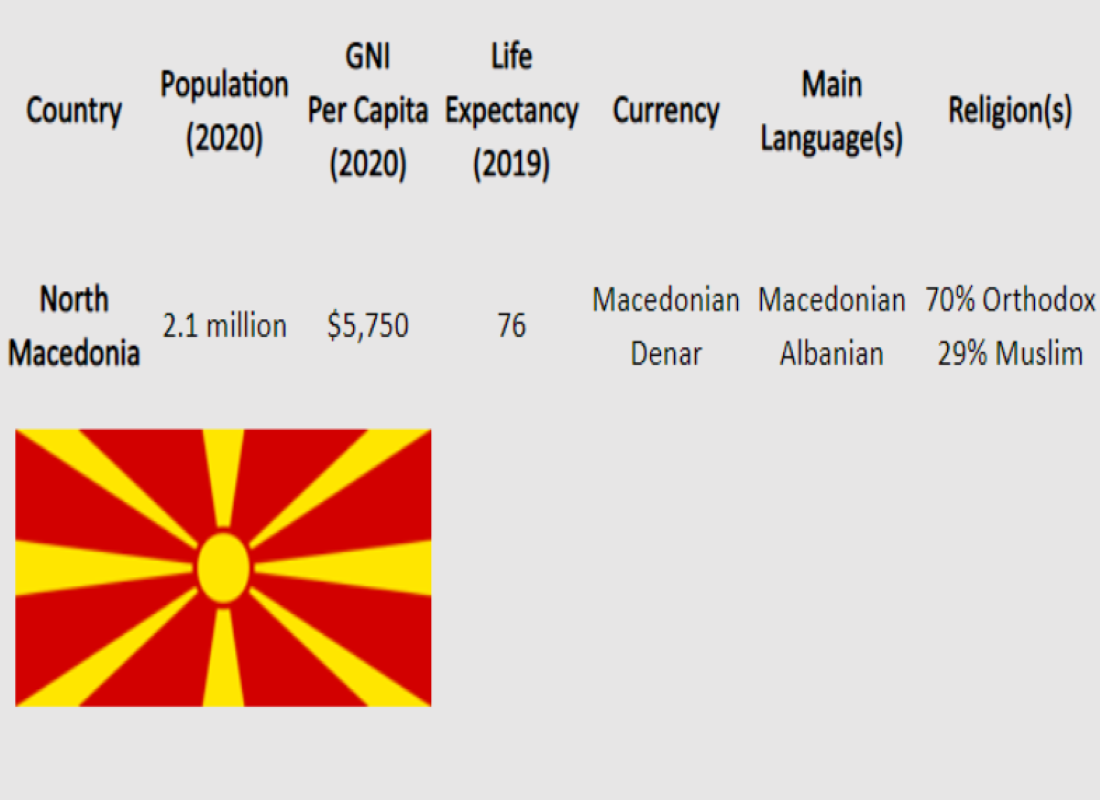 Country
Population
(2020)
GNI
Per Capita
(2020)
Life
Expectancy
(2019)
Currency
Main
Language(s)
Religion(s)
North
Macedonia
2.1 million
$5,750
76
Macedonian
Denar
Macedonian
Albanian
70% Orthodox
29% Muslim